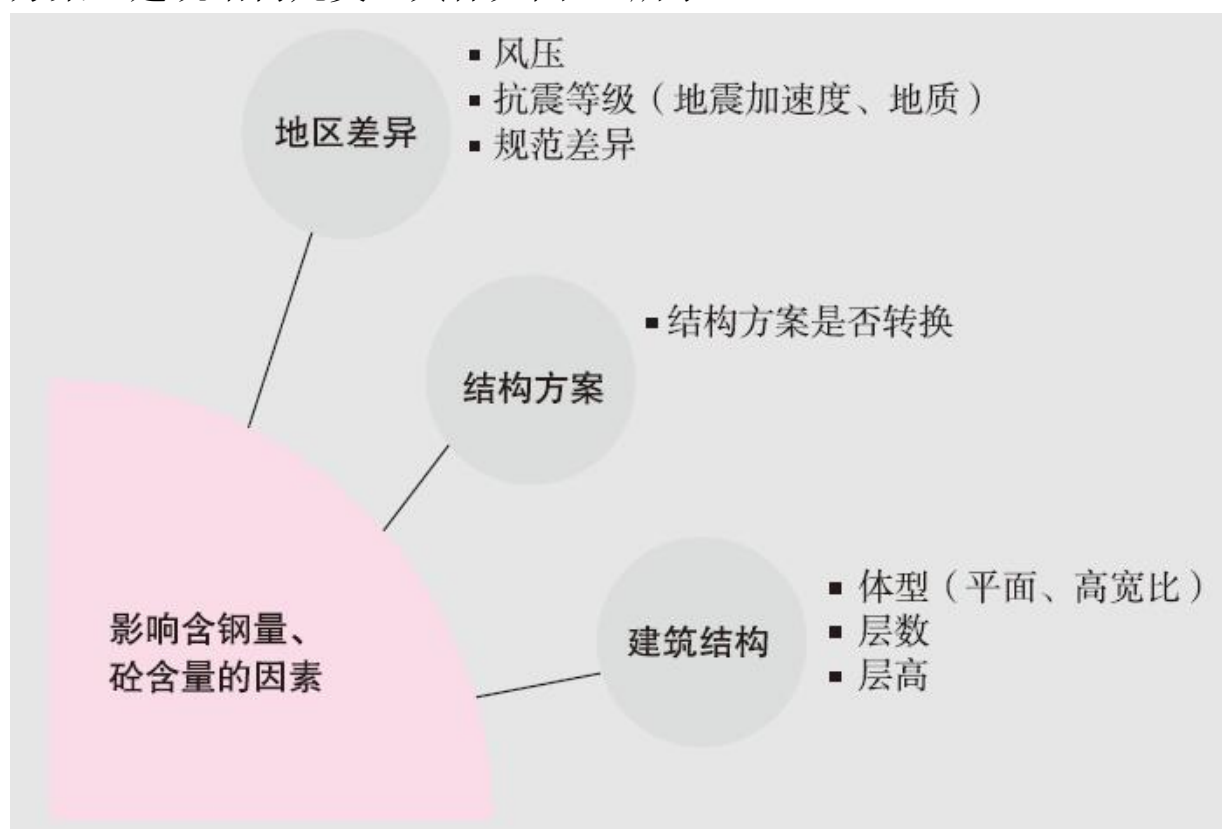 地区差异
▪ 风压
▪ 抗震等级（地震加速度、地质）
▪ 规范差异
结构方案
▪ 结构方案是否转换
建筑结构
▪ 体型（平面、高宽比）
▪ 层数
▪ 层高
影响含钢量、
砼含量的因素